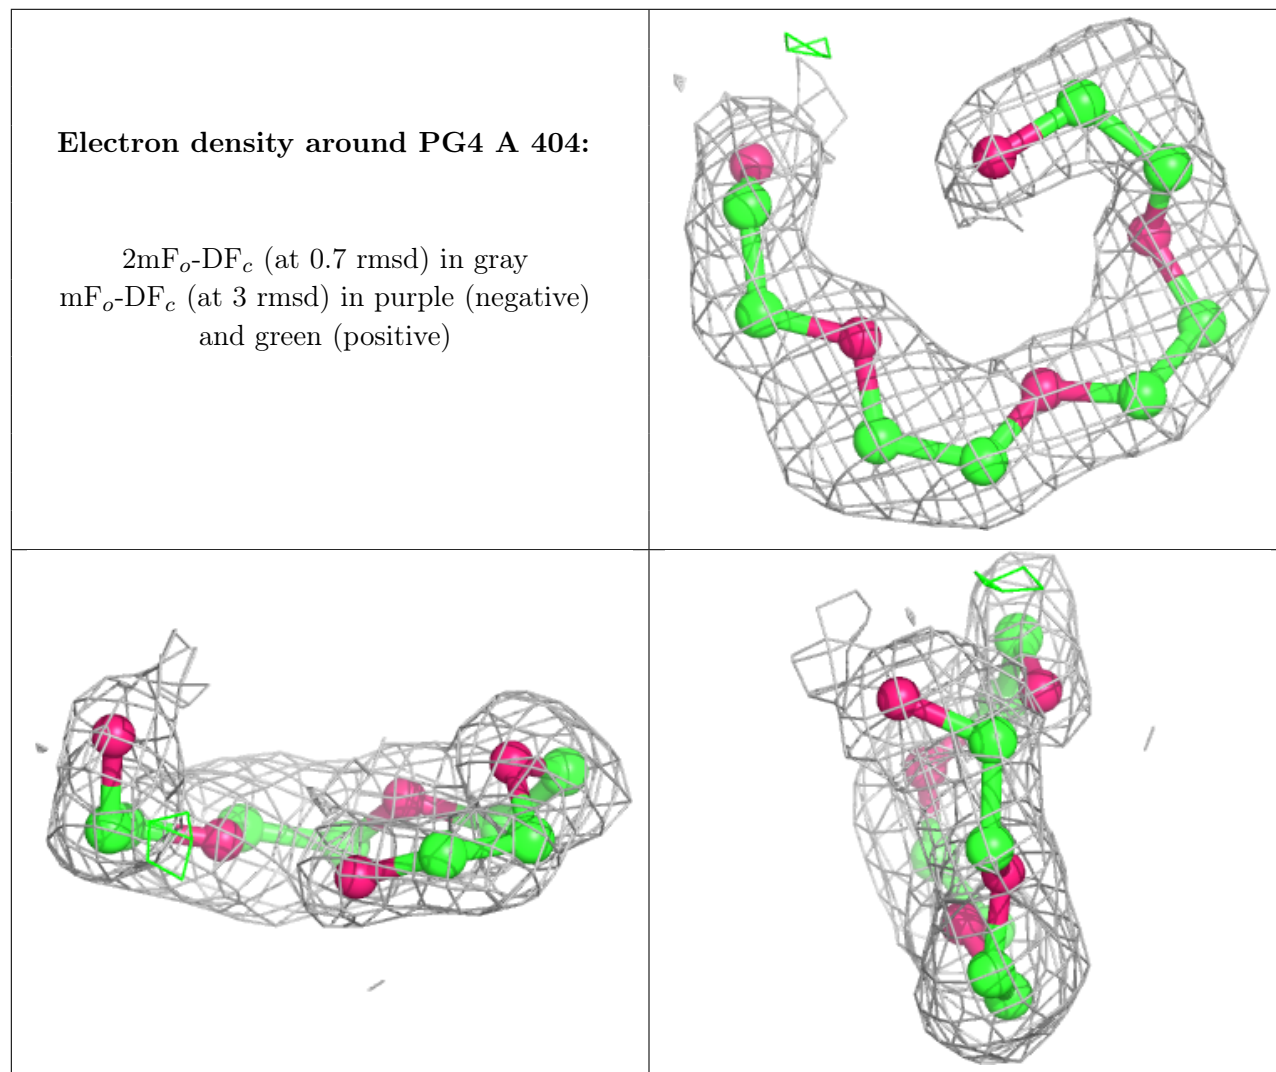 Electron density around PG4 A 404:
2mFo-DFc (at 0.7 rmsd) in gray
mFo-DFc (at 3 rmsd) in purple (negative)
and green (positive)